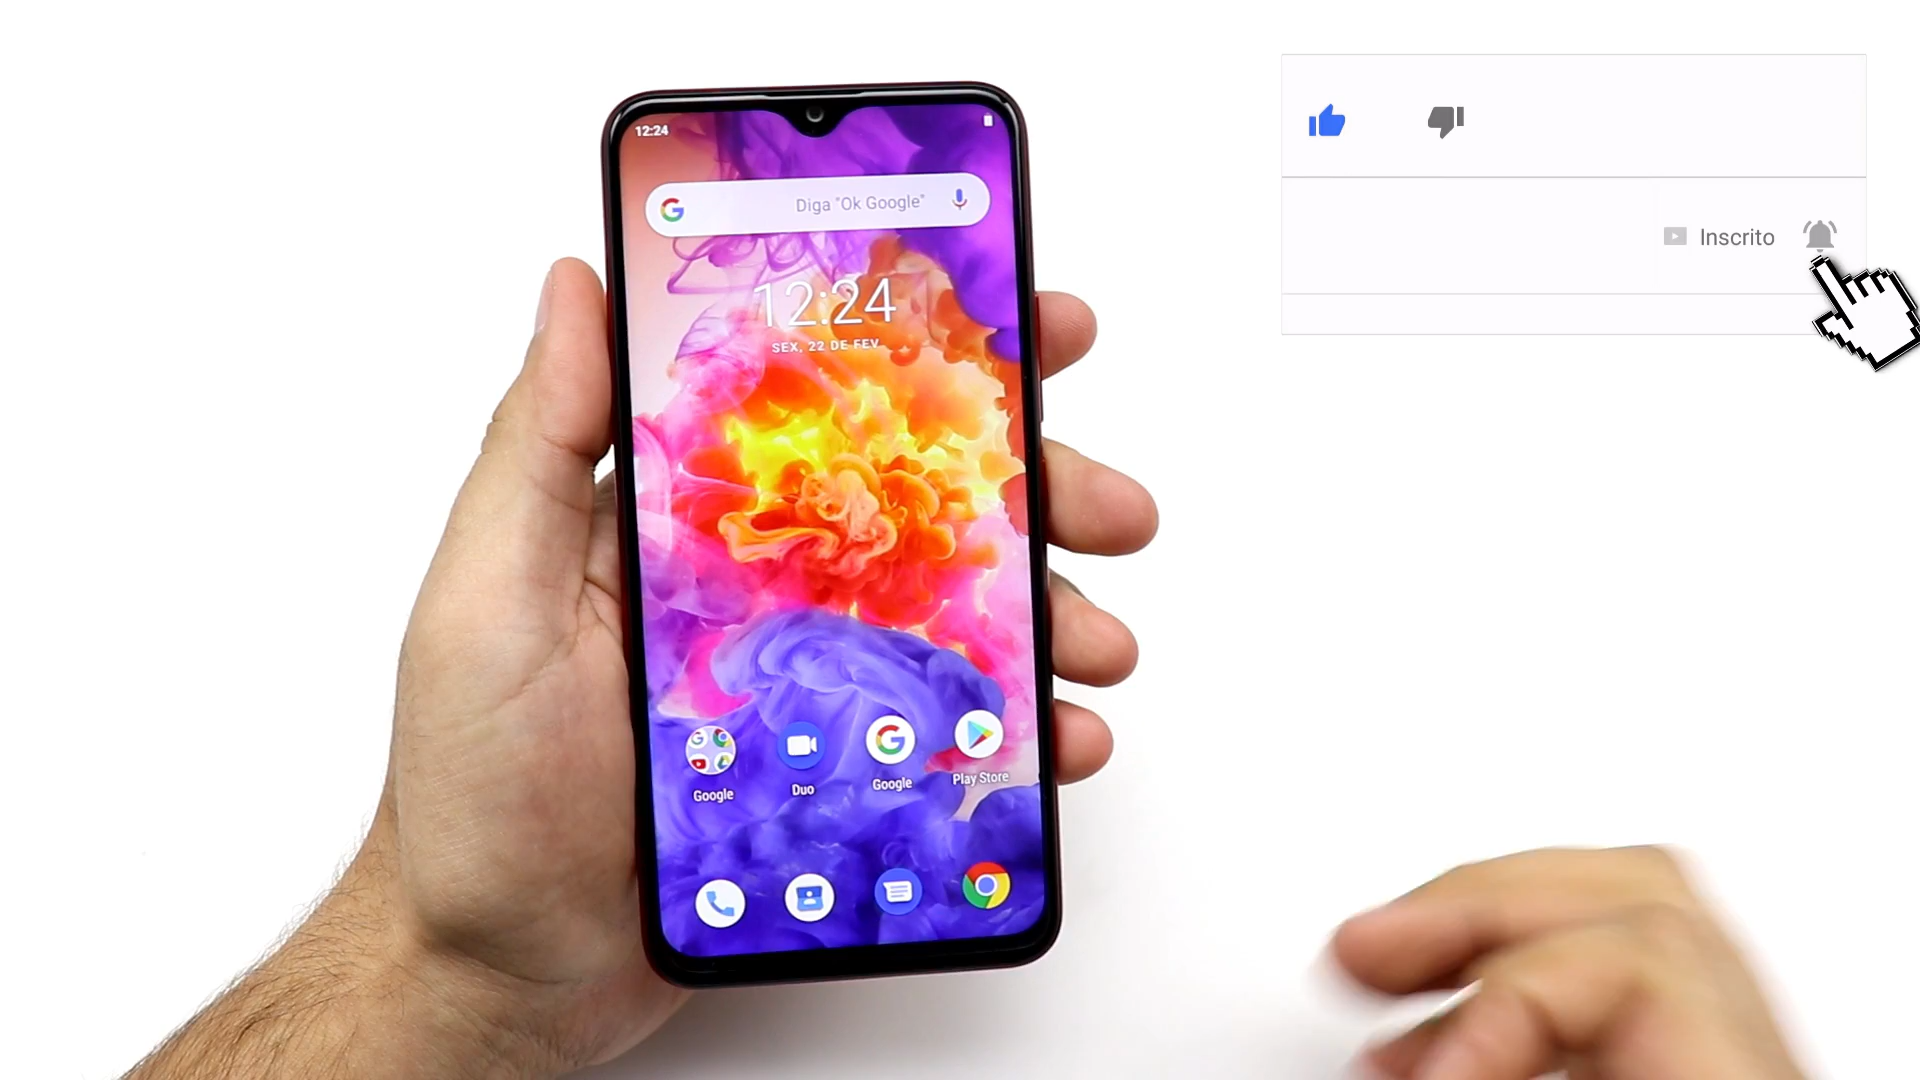 12:24
Diga "Ok Google"
12:24
SEX, 22 DE FEV
Google
Duo
Google
Play Store
Inscrito